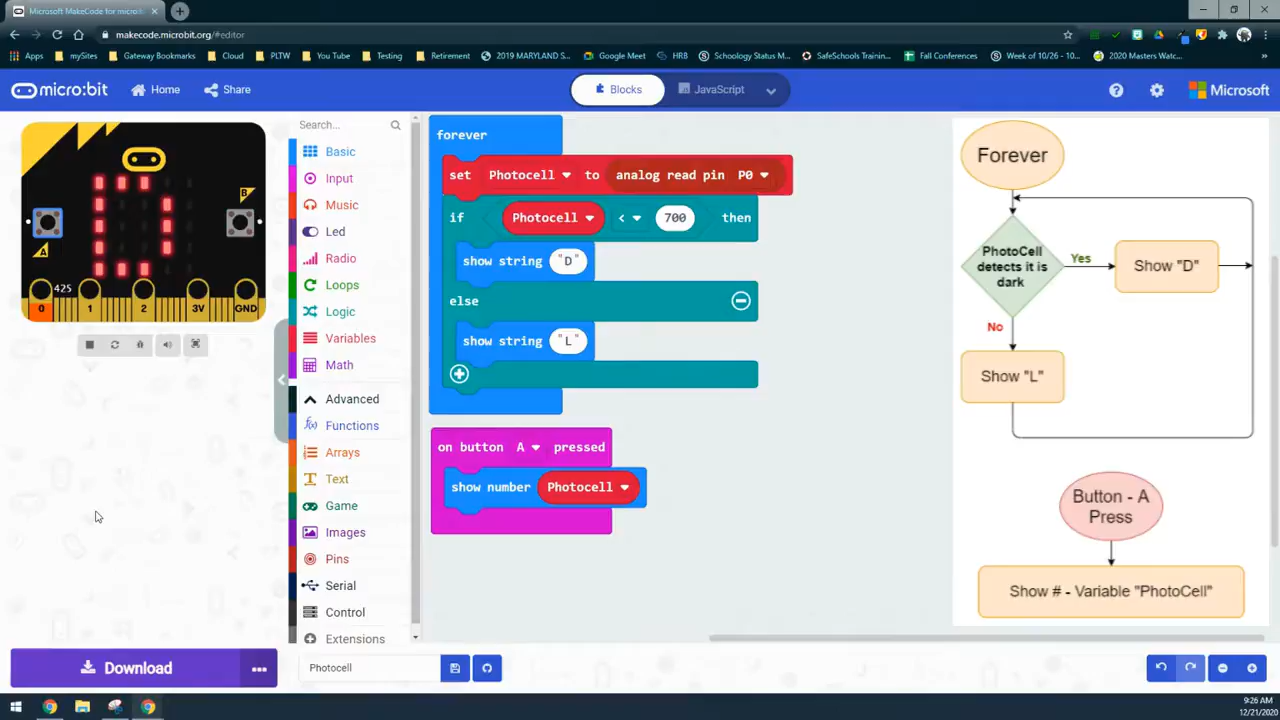 Microsoft MakeCode for micro:bit
makecode.microbit.org/#editor
Apps
mySites
Gateway Bookmarks
Cloud
PLTW
You Tube
Testing
Retirement
2019 MARYLAND S...
Google Meet
HRB
Schoology Status M...
SafeSchools Training...
Fall Conferences
Week of 10/26 - 10...
2020 Masters Watc...
micro:bit
Home
Share
Blocks
JavaScript
Microsoft
A
B
425
0
1
2
3V
GND
Search...
Basic
Input
Music
Led
Radio
Loops
Logic
Variables
Math
Advanced
Functions
Arrays
Text
Game
Images
Pins
Serial
Control
Extensions
forever
set Photocell to analog read pin P0
if Photocell < 700 then
show string "D"
else
show string "L"
on button A pressed
show number Photocell
Forever
PhotoCell
detects it is
dark
Yes
Show "D"
No
Show "L"
Button - A
Press
Show # - Variable "PhotoCell"
Download
Photocell
9:26 AM
12/21/2020